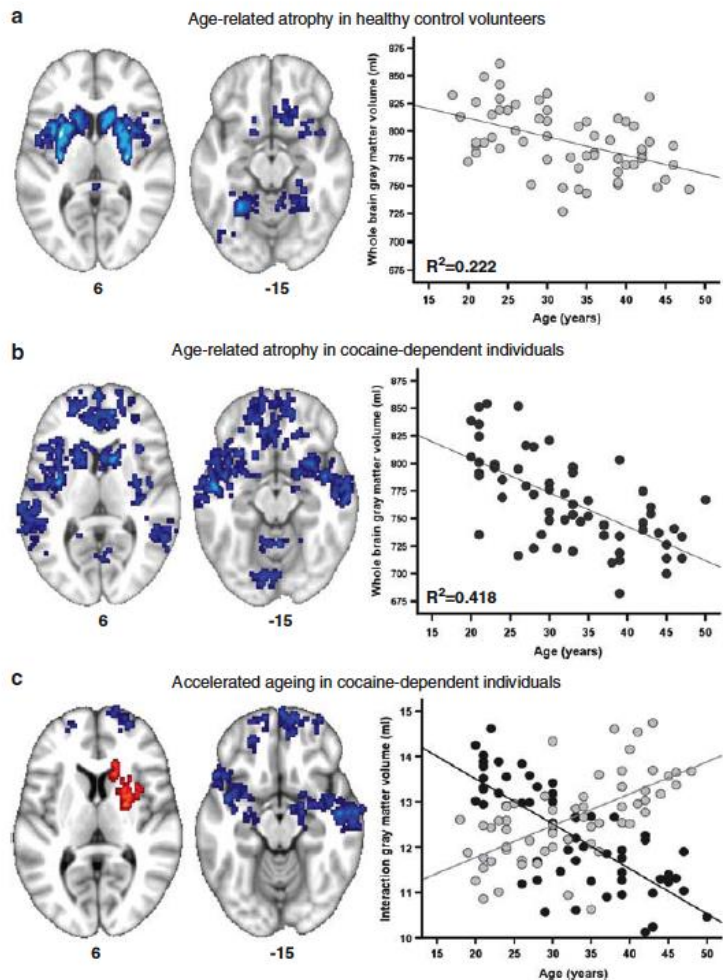 a
Age-related atrophy in healthy control volunteers
6
-15
Whole brain gray matter volume (ml)
875
850
825
800
775
750
725
700
675
R²=0.222
15 20 25 30 35 40 45 50
Age (years)
b
Age-related atrophy in cocaine-dependent individuals
6
-15
Whole brain gray matter volume (ml)
875
850
825
800
775
750
725
700
675
R²=0.418
15 20 25 30 35 40 45 50
Age (years)
c
Accelerated ageing in cocaine-dependent individuals
6
-15
Interaction gray matter volume (ml)
15
14
13
12
11
10
15 20 25 30 35 40 45 50
Age (years)